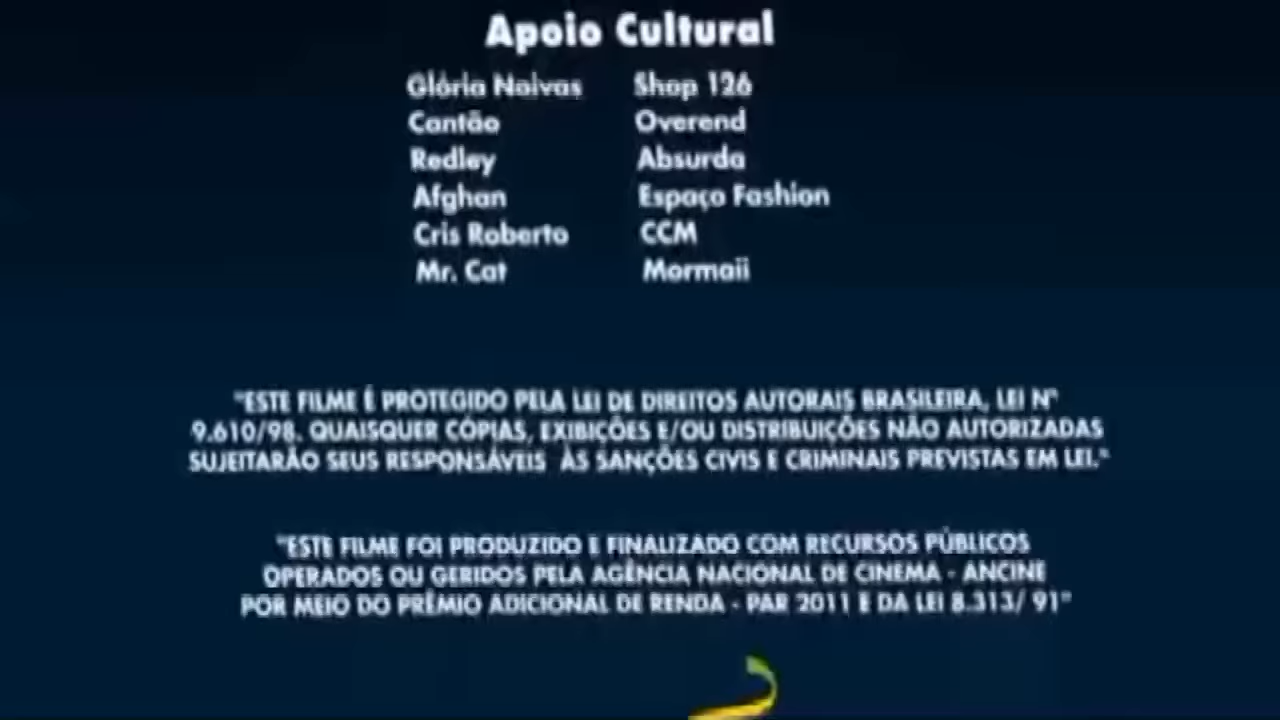 Apoio Cultural
Glória Noivas
Cantão
Redley
Afghan
Cris Roberto
Mr. Cat
Shop 126
Overend
Absurda
Espaço Fashion
CCM
Mormaii
"ESTE FILME É PROTEGIDO PELA LEI DE DIREITOS AUTORAIS BRASILEIRA, LEI Nº
9.610/98. QUAISQUER CÓPIAS, EXIBIÇÕES E/OU DISTRIBUIÇÕES NÃO AUTORIZADAS
SUJEITARÃO SEUS RESPONSÁVEIS ÀS SANÇÕES CIVIS E CRIMINAIS PREVISTAS EM LEI."
"ESTE FILME FOI PRODUZIDO E FINALIZADO COM RECURSOS PÚBLICOS
OPERADOS OU GERIDOS PELA AGÊNCIA NACIONAL DE CINEMA - ANCINE
POR MEIO DO PRÊMIO ADICIONAL DE RENDA - PAR 2011 E DA LEI 8.313/ 91"